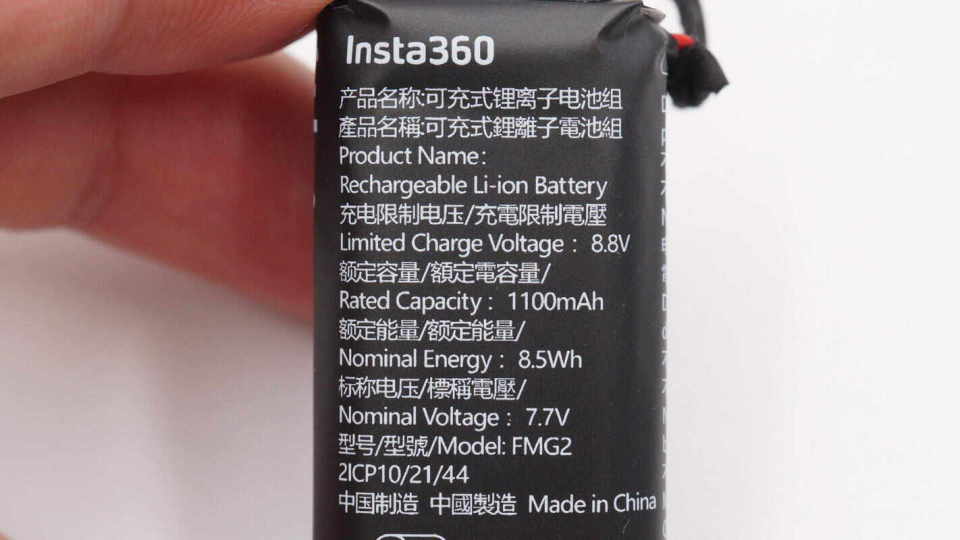 Insta360
产品名称:可充式锂离子电池组
產品名稱:可充式鋰離子電池組
Product Name:
Rechargeable Li-ion Battery
充电限制电压/充電限制電壓
Limited Charge Voltage : 8.8V
额定容量/額定電容量/
Rated Capacity : 1100mAh
额定能量/额定能量/
Nominal Energy : 8.5Wh
标称电压/標稱電壓/
Nominal Voltage : 7.7V
型号/型號/Model: FMG2
2ICP10/21/44
中国制造 中國製造 Made in China